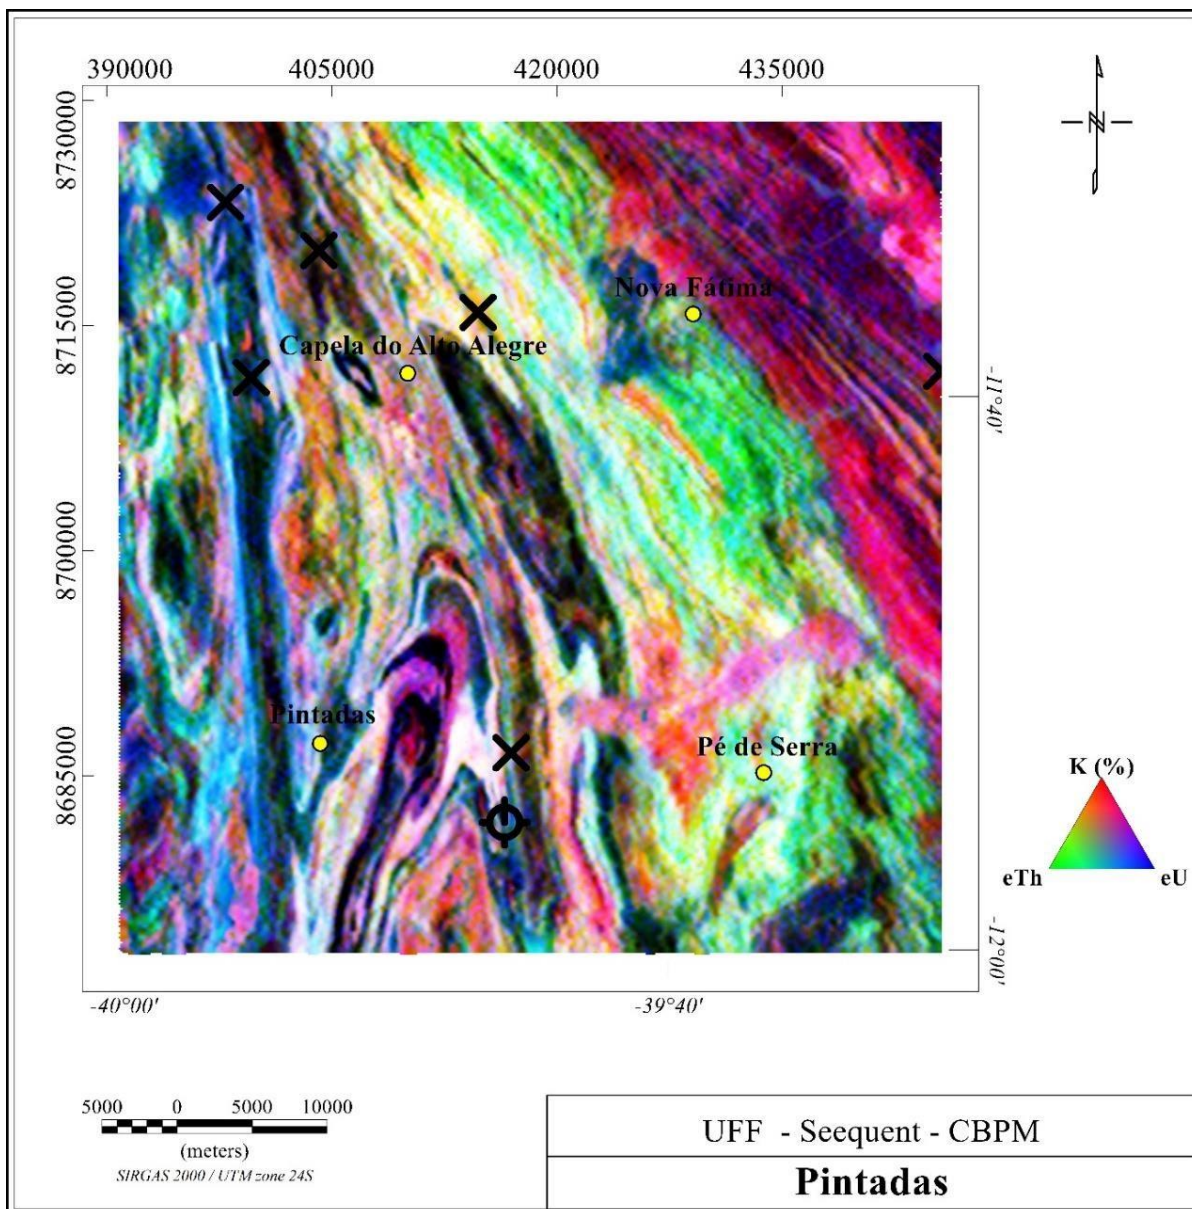 390000 405000 420000 435000
8730000
N
Nova Fátima
8715000
Capela do Alto Alegre
-11°40'
8700000
Pintadas
Pé de Serra
8685000
K (%)
eTh eU
-12°00'
-40°00' -39°40'
5000 0 5000 10000
(meters)
SIRGAS 2000 / UTM zone 24S
UFF - Seequent - CBPM
Pintadas